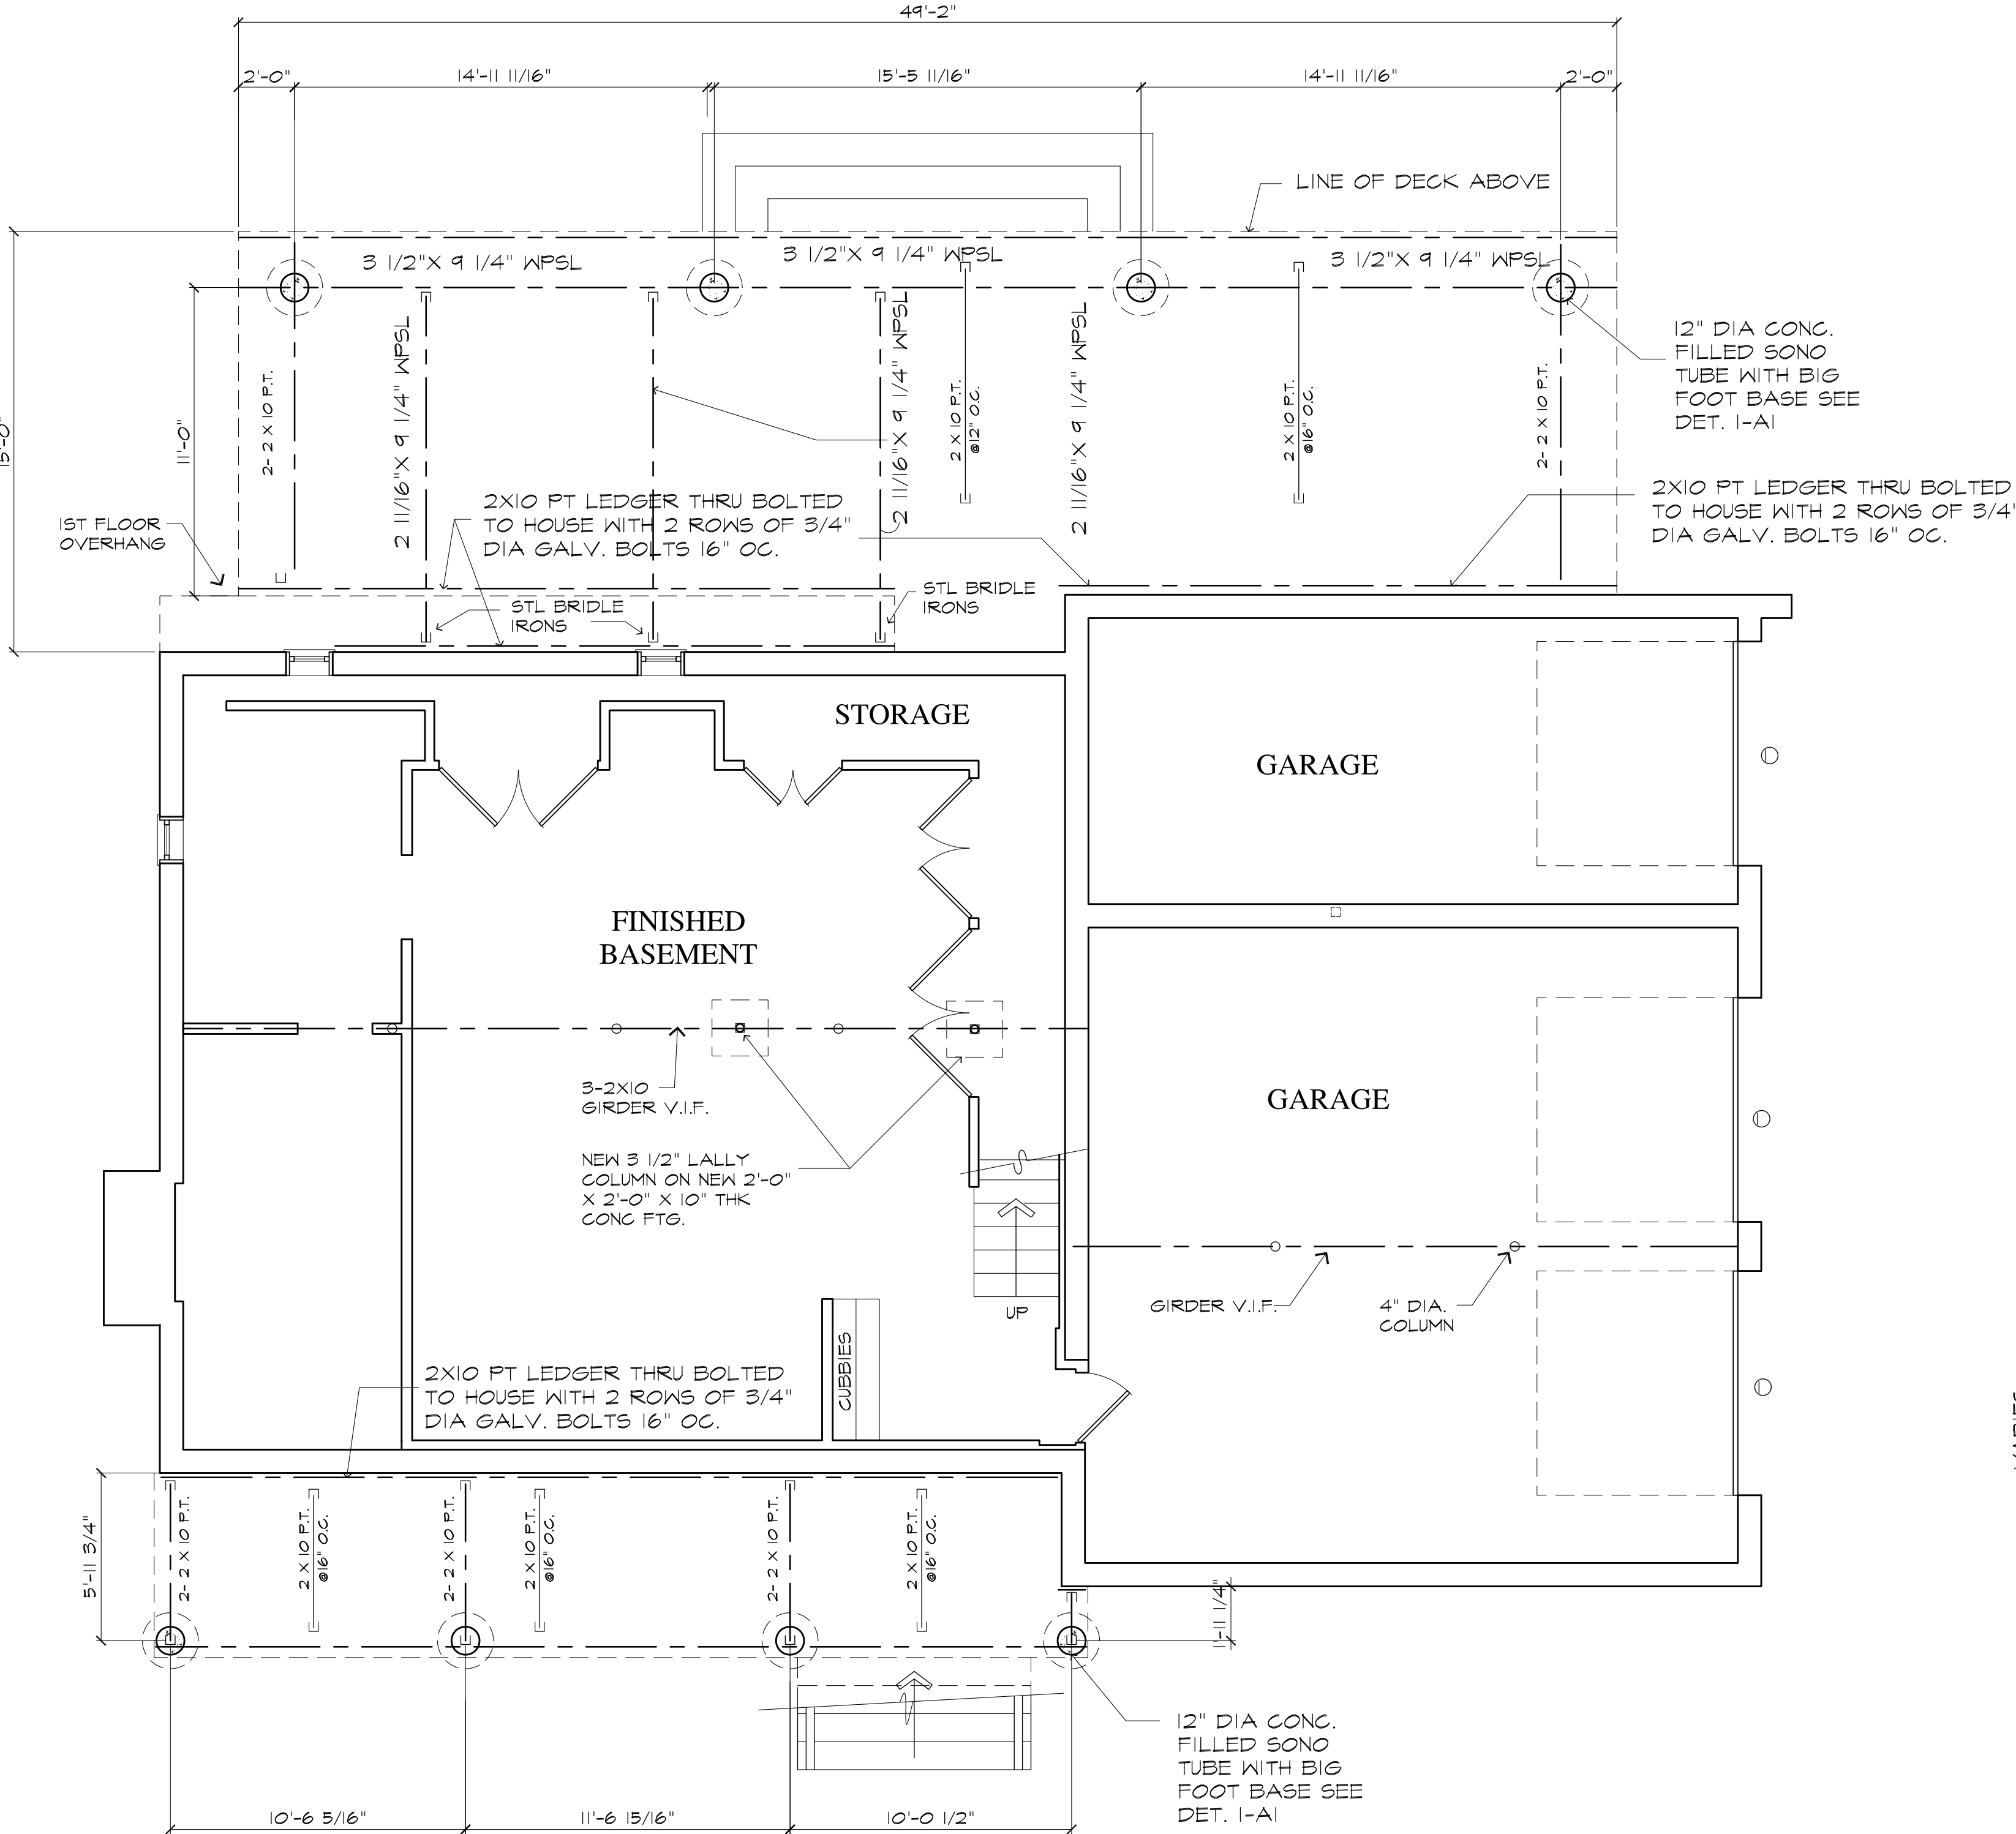 49'-2"
2'-0"
14'-11 11/16"
15'-5 11/16"
14'-11 11/16"
2'-0"
LINE OF DECK ABOVE
3 1/2"X 9 1/4" WPSL
3 1/2"X 9 1/4" WPSL
3 1/2"X 9 1/4" WPSL
12" DIA CONC.
FILLED SONO
TUBE WITH BIG
FOOT BASE SEE
DET. 1-A1
15'-0"
11'-0"
2- 2 X 10 P.T.
2 11/16"X 9 1/4" WPSL
2 11/16"X 9 1/4" WPSL
2 X 10 P.T.
@12" O.C.
2 11/16"X 9 1/4" WPSL
2 X 10 P.T.
@16" O.C.
2- 2 X 10 P.T.
1ST FLOOR
OVERHANG
2X10 PT LEDGER THRU BOLTED
TO HOUSE WITH 2 ROWS OF 3/4"
DIA GALV. BOLTS 16" OC.
2X10 PT LEDGER THRU BOLTED
TO HOUSE WITH 2 ROWS OF 3/4"
DIA GALV. BOLTS 16" OC.
STL BRIDLE
IRONS
STL BRIDLE
IRONS
STORAGE
GARAGE
FINISHED
BASEMENT
3-2X10
GIRDER V.I.F.
GARAGE
NEW 3 1/2" LALLY
COLUMN ON NEW 2'-0"
X 2'-0" X 10" THK
CONC FTG.
UP
GIRDER V.I.F.
4" DIA.
COLUMN
CUBBIES
2X10 PT LEDGER THRU BOLTED
TO HOUSE WITH 2 ROWS OF 3/4"
DIA GALV. BOLTS 16" OC.
5'-11 3/4"
2- 2 X 10 P.T.
2 X 10 P.T.
@16" O.C.
2- 2 X 10 P.T.
2 X 10 P.T.
@16" O.C.
2- 2 X 10 P.T.
2 X 10 P.T.
@16" O.C.
1'-11 1/4"
12" DIA CONC.
FILLED SONO
TUBE WITH BIG
FOOT BASE SEE
DET. 1-A1
10'-6 5/16"
11'-6 15/16"
10'-0 1/2"